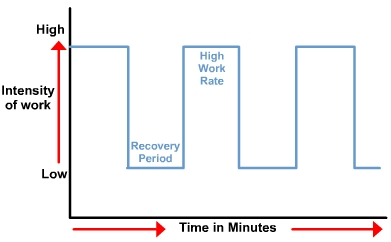 High
High
Work
Rate
Intensity
of work
Recovery
Period
Low
Time in Minutes